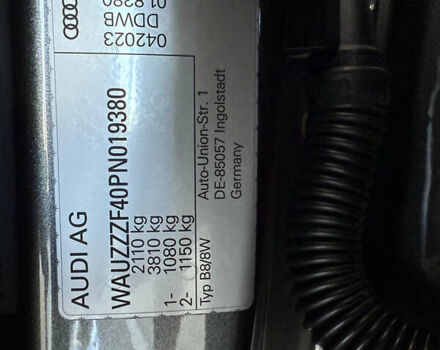 AUDI AG
WAUZZZF40PN019380
2110 kg
3810 kg
1- 1080 kg
2- 1150 kg
Typ B8/8W
042023
DDWB
Auto-Union-Str. 1
DE-85057 Ingolstadt
Germany